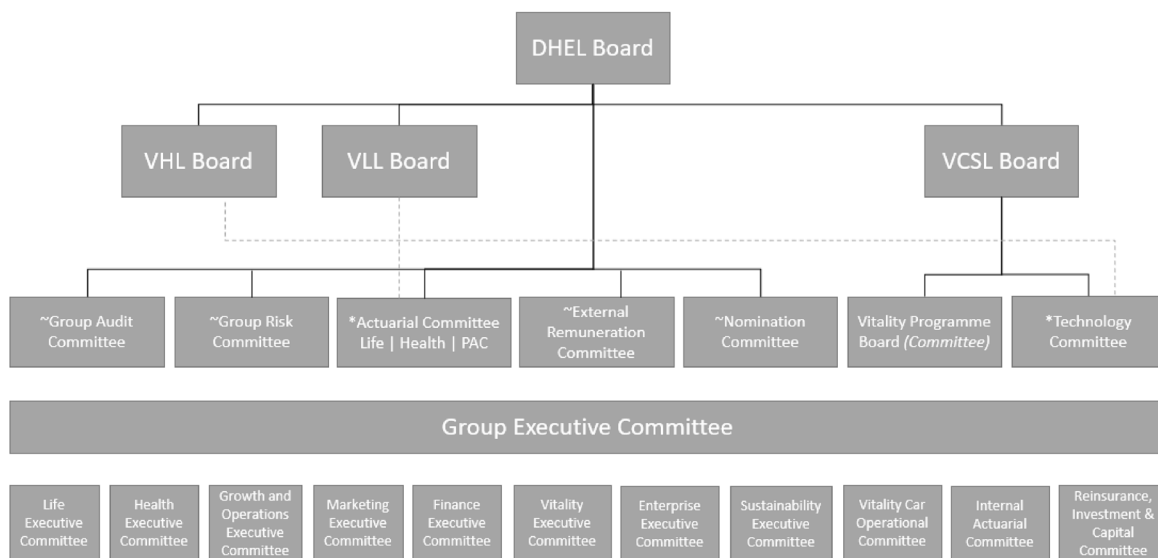 DHEL Board
VHL Board
VLL Board
VCSL Board
~Group Audit
Committee
~Group Risk
Committee
*Actuarial Committee
Life | Health | PAC
~External
Remuneration
Committee
~Nomination
Committee
Vitality Programme
Board (Committee)
*Technology
Committee
Group Executive Committee
Life
Executive
Committee
Health
Executive
Committee
Growth and
Operations
Executive
Committee
Marketing
Executive
Committee
Finance
Executive
Committee
Vitality
Executive
Committee
Enterprise
Executive
Committee
Sustainability
Executive
Committee
Vitality Car
Operational
Committee
Internal
Actuarial
Committee
Reinsurance,
Investment &
Capital
Committee